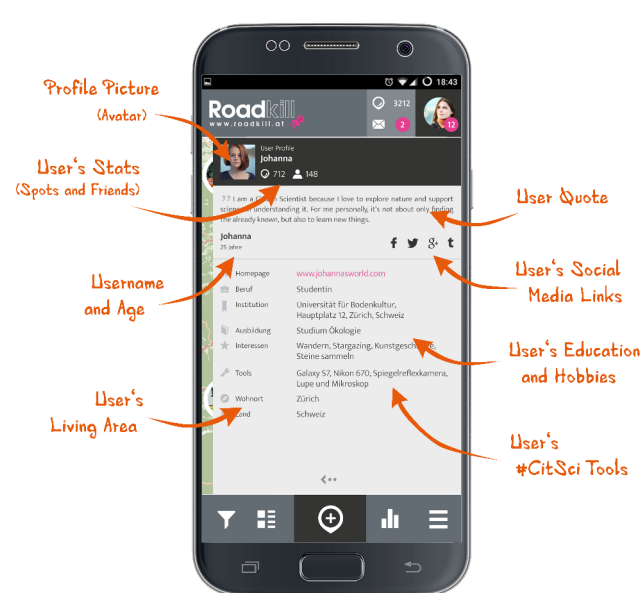 18:43
Roadkill
www.roadkill.at
3212
2
12
Profile Picture
(Avatar)
User Profile
Johanna
712 148
User's Stats
(Spots and Friends)
I am a Citizen Scientist because I love to explore nature and support
science in understanding it. For me personally, it's not about only finding
the already known, but also to learn new things.
User Quote
Johanna
25 Jahre
f g+ t
User's Social
Media Links
Username
and Age
Homepage www.johannasworld.com
Beruf Studentin
Institution Universität für Bodenkultur,
Hauptplatz 12, Zürich, Schweiz
Ausbildung Studium Ökologie
Interessen Wandern, Stargazing, Kunstgeschichte,
Steine sammeln
User's Education
and Hobbies
Tools Galaxy S7, Nikon 670, Spiegelreflexkamera,
Lupe und Mikroskop
Wohnort Zürich
Land Schweiz
User's
Living Area
User's
#CitSci Tools